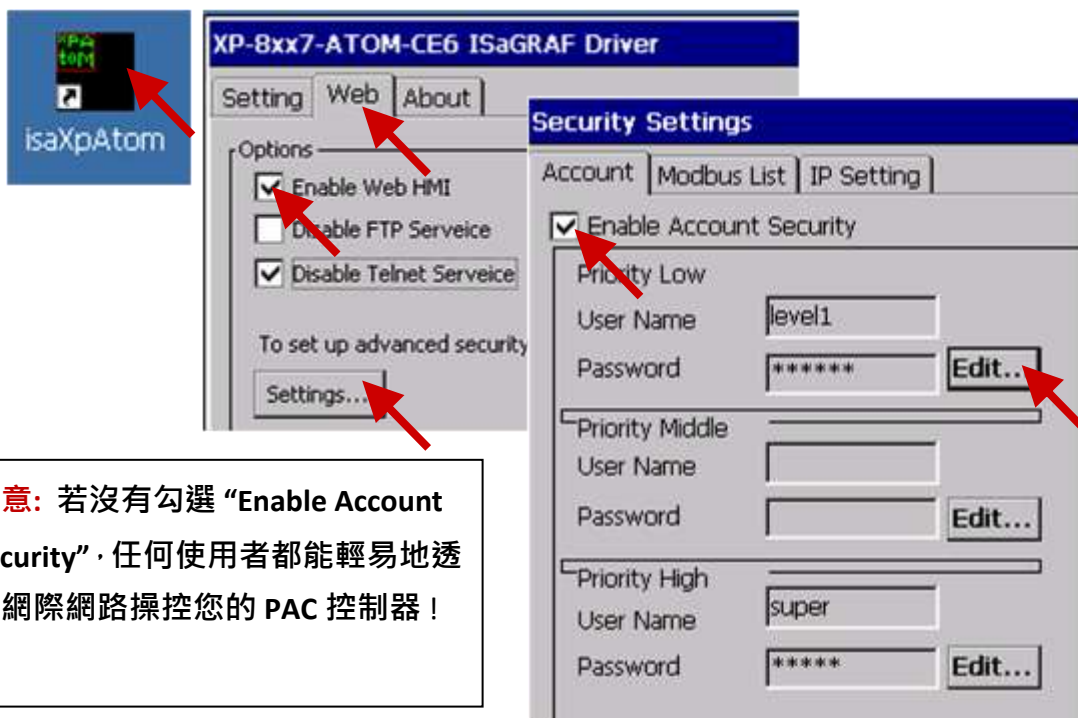 XPA
toM
isaXpAtom
XP-8xx7-ATOM-CE6 ISaGRAF Driver
Setting Web About
Options
Enable Web HMI
Disable FTP Serveice
Disable Telnet Serveice
To set up advanced security
Settings...
Security Settings
Account Modbus List IP Setting
Enable Account Security
Priority Low
User Name level1
Password ****** Edit...
Priority Middle
User Name
Password Edit...
Priority High
User Name super
Password ***** Edit...
意: 若沒有勾選 “Enable Account
curity”，任何使用者都能輕易地透
網際網路操控您的 PAC 控制器！